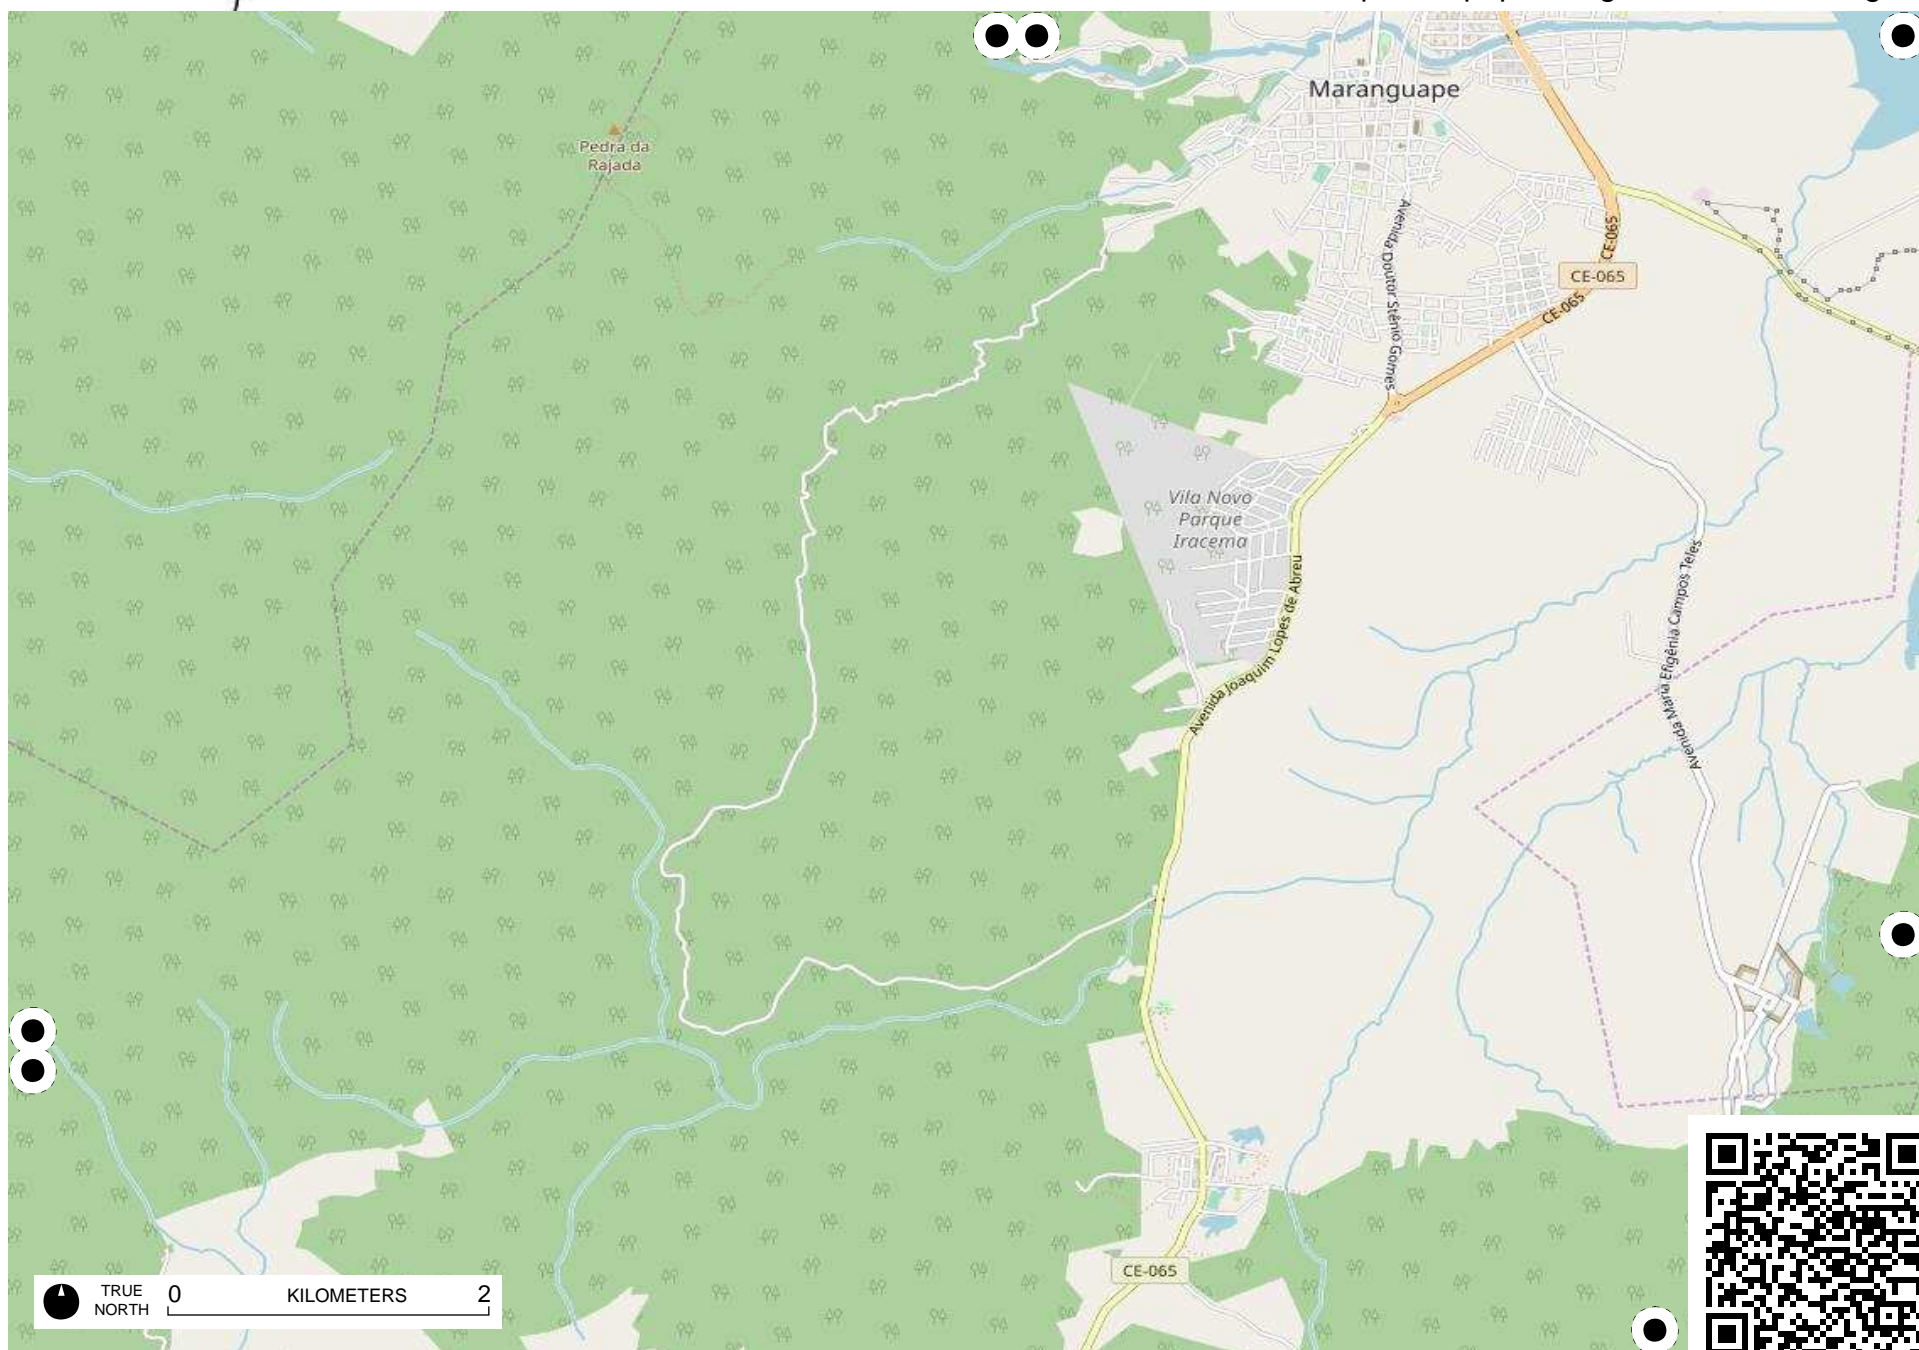 Maranguape
Pedra da
Rajada
Avenida Doutor Stênio Gomes
CE-065
CE-065
CE-065
Vila Novo
Parque
Iracema
Avenida Joaquim Lopes de Abreu
Avenida Maria Efigênia Campos Teles
CE-065
TRUE
NORTH
0 KILOMETERS 2